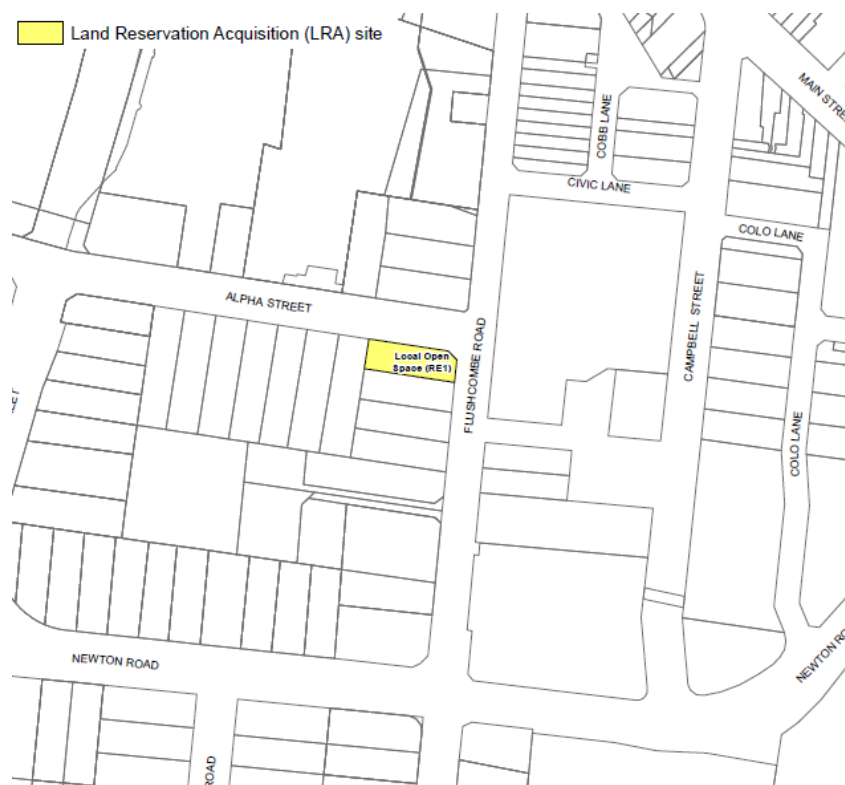 Land Reservation Acquisition (LRA) site
MAIN STREET
COBB LANE
CIVIC LANE
COLO LANE
ALPHA STREET
FLUSHCOMBE ROAD
CAMPBELL STREET
Local Open
Space (RE1)
COLO LANE
NEWTON ROAD
NEWTON RO
ROAD